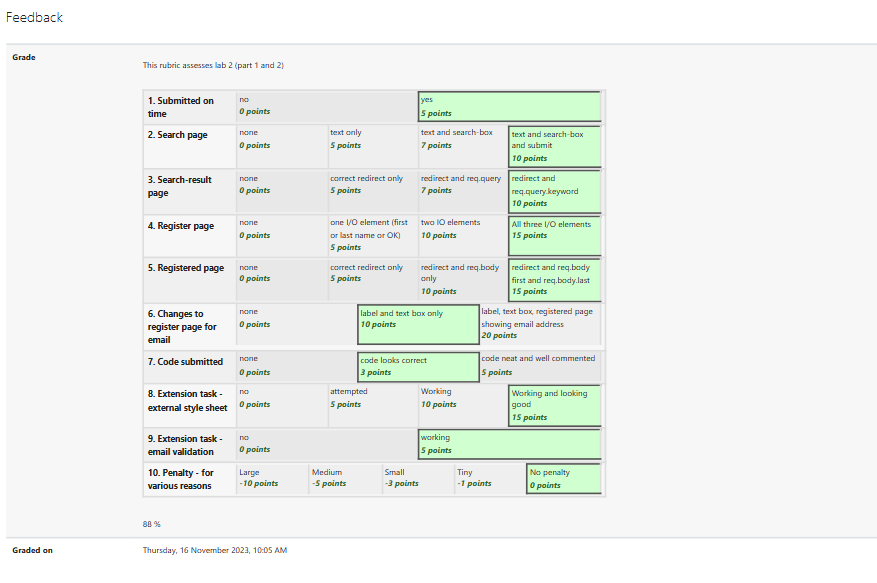 Feedback
Grade
This rubric assesses lab 2 (part 1 and 2)
1. Submitted on time
no
0 points
yes
5 points
2. Search page
none
0 points
text only
5 points
text and search-box
7 points
text and search-box
and submit
10 points
3. Search-result
page
none
0 points
correct redirect only
5 points
redirect and req.query
7 points
redirect and
req.query.keyword
10 points
4. Register page
none
0 points
one I/O element (first
or last name or OK)
5 points
two IO elements
10 points
All three I/O elements
15 points
5. Registered page
none
0 points
correct redirect only
5 points
redirect and req.body
only
10 points
redirect and req.body
first and req.body.last
15 points
6. Changes to
register page for
email
none
0 points
label and text box only
10 points
label, text box, registered page
showing email address
20 points
7. Code submitted
none
0 points
code looks correct
3 points
code neat and well commented
5 points
8. Extension task -
external style sheet
no
0 points
attempted
5 points
Working
10 points
Working and looking
good
15 points
9. Extension task -
email validation
no
0 points
working
5 points
10. Penalty - for
various reasons
Large
-10 points
Medium
-5 points
Small
-3 points
Tiny
-1 points
No penalty
0 points
88 %
Graded on
Thursday, 16 November 2023, 10:05 AM